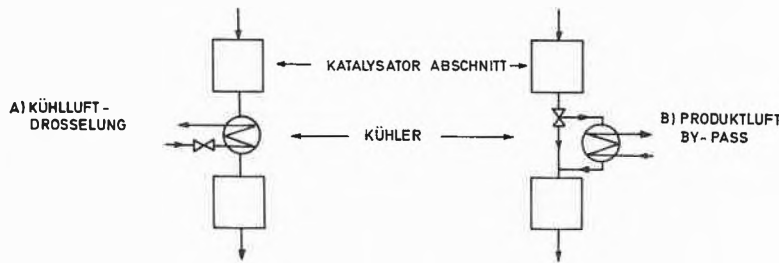 KATALYSATOR ABSCHNITT
A) KÜHLLUFT-
DROSSELUNG
KÜHLER
B) PRODUKTLUFT
BY-PASS